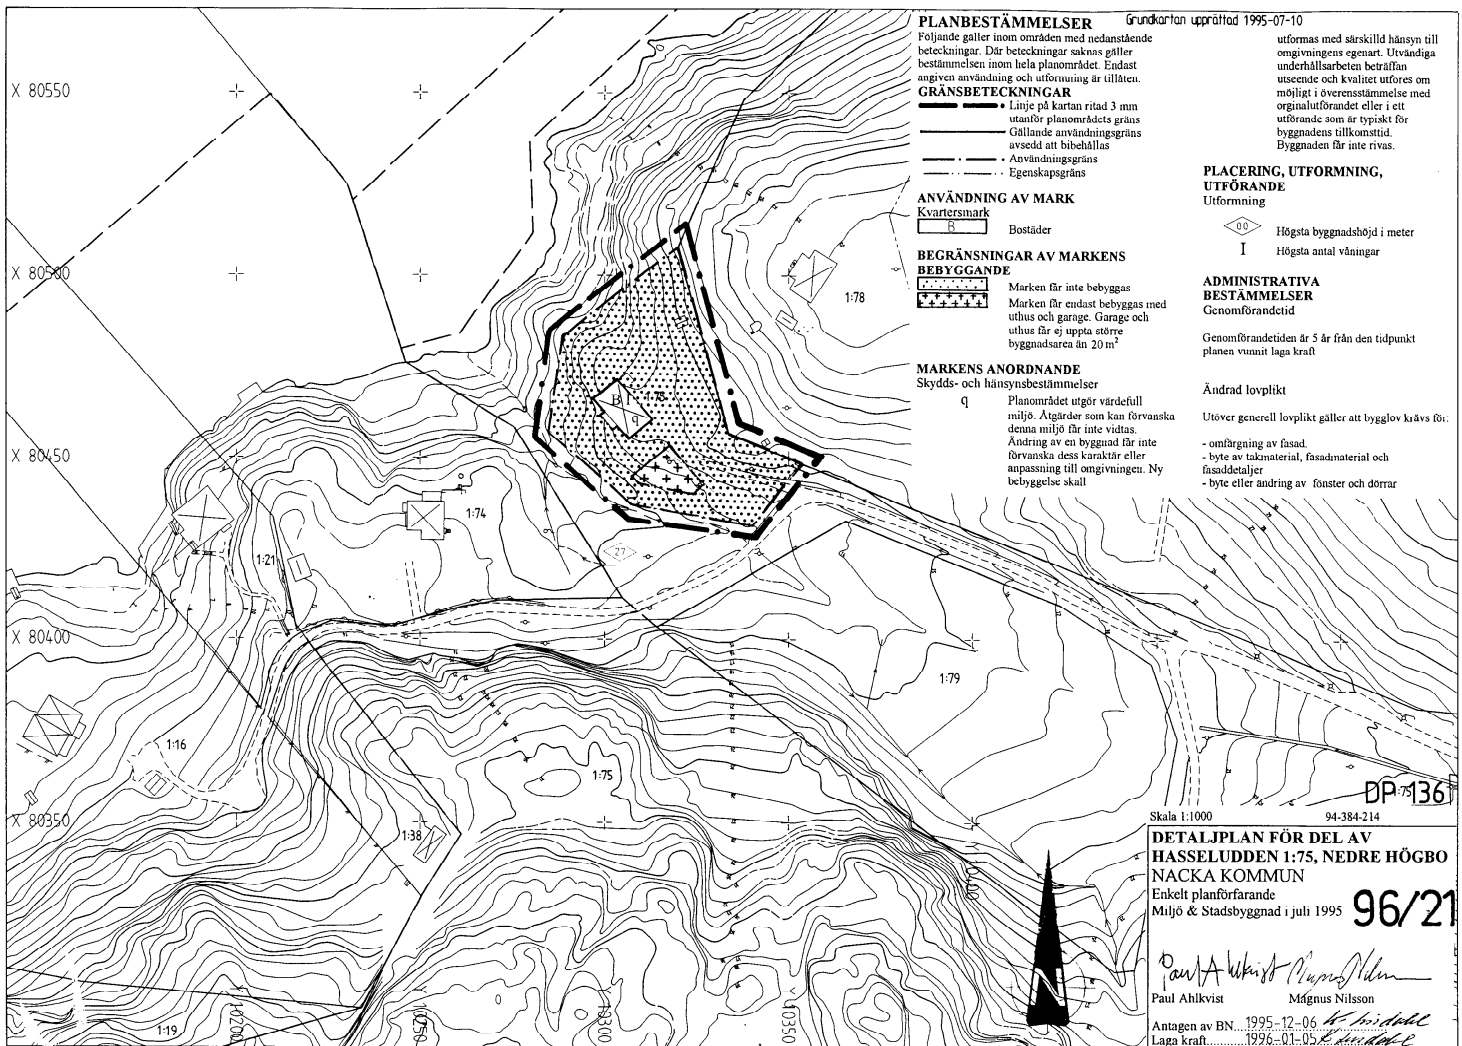 PLANBESTÄMMELSER
Grundkartan upprättad 1995-07-10
Följande gäller inom områden med nedanstående
beteckningar. Där beteckningar saknas gäller
bestämmelsen inom hela planområdet. Endast
angiven användning och utformning är tillåten.
GRÄNSBETECKNINGAR
Linje på kartan ritad 3 mm
utanför planområdets gräns
Gällande användningsgräns
avsedd att bibehållas
Användningsgräns
Egenskapsgräns
ANVÄNDNING AV MARK
Kvartersmark
B
Bostäder
BEGRÄNSNINGAR AV MARKENS
BEBYGGANDE
Marken får inte bebyggas
Marken får endast bebyggas med
uthus och garage. Garage och
uthus får ej uppta större
byggnadsarea än 20 m²
MARKENS ANORDNANDE
Skydds- och hänsynsbestämmelser
q
Planområdet utgör värdefull
miljö. Åtgärder som kan förvanska
denna miljö får inte vidtas.
Ändring av en byggnad får inte
förvanska dess karaktär eller
anpassning till omgivningen. Ny
bebyggelse skall
utformas med särskild hänsyn till
omgivningens egenart. Utvändiga
underhållsarbeten beträffan
utseende och kvalitet utföres om
möjligt i överensstämmelse med
orginalutförandet eller i ett
utförande som är typiskt för
byggnadens tillkomsttid.
Byggnaden får inte rivas.
PLACERING, UTFORMNING,
UTFÖRANDE
Utformning
00
Högsta byggnadshöjd i meter
I
Högsta antal våningar
ADMINISTRATIVA
BESTÄMMELSER
Genomförandetid
Genomförandetiden är 5 år från den tidpunkt
planen vunnit laga kraft
Ändrad lovplikt
Utöver generell lovplikt gäller att bygglov krävs för:
- omfärgning av fasad.
- byte av takmaterial, fasadmaterial och
fasaddetaljer
- byte eller ändring av fönster och dörrar
X 80550
X 80500
X 80450
X 80400
X 80350
1:78
B I
1:75
q
1:74
27
1:21
1:79
1:16
1:75
1:38
1:19
Y 10200
Y 10250
Y 10300
Y 10350
N
DP 136
Skala 1:1000
94-384-214
DETALJPLAN FÖR DEL AV
HASSELUDDEN 1:75, NEDRE HÖGBO
NACKA KOMMUN
Enkelt planförfarande
Miljö & Stadsbyggnad i juli 1995
96/21
Paul Ahlkvist
Magnus Nilsson
Paul Ahlkvist
Magnus Nilsson
Antagen av BN 1995-12-06
Laga kraft 1996-01-05